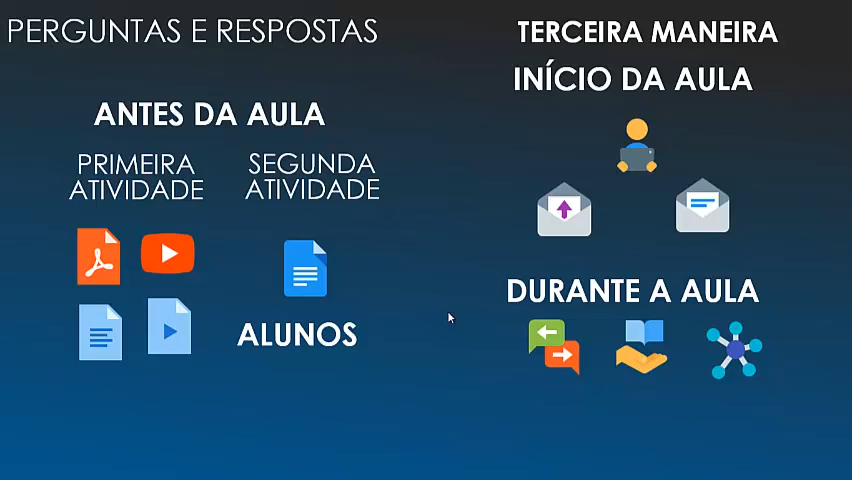 PERGUNTAS E RESPOSTAS
ANTES DA AULA
PRIMEIRA
ATIVIDADE
SEGUNDA
ATIVIDADE
ALUNOS
TERCEIRA MANEIRA
INÍCIO DA AULA
DURANTE A AULA